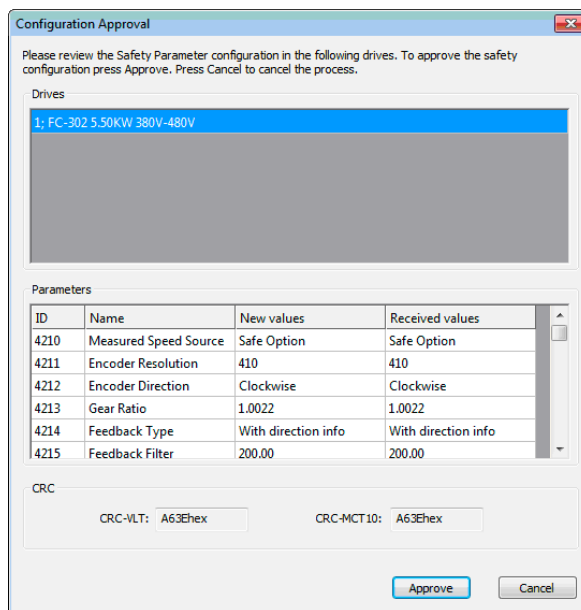 Configuration Approval
Please review the Safety Parameter configuration in the following drives. To approve the safety
configuration press Approve. Press Cancel to cancel the process.
Drives
1; FC-302 5.50KW 380V-480V
Parameters
ID Name New values Received values
4210 Measured Speed Source Safe Option Safe Option
4211 Encoder Resolution 410 410
4212 Encoder Direction Clockwise Clockwise
4213 Gear Ratio 1.0022 1.0022
4214 Feedback Type With direction info With direction info
4215 Feedback Filter 200.00 200.00
CRC
CRC-VLT: A63Ehex CRC-MCT10: A63Ehex
Approve Cancel